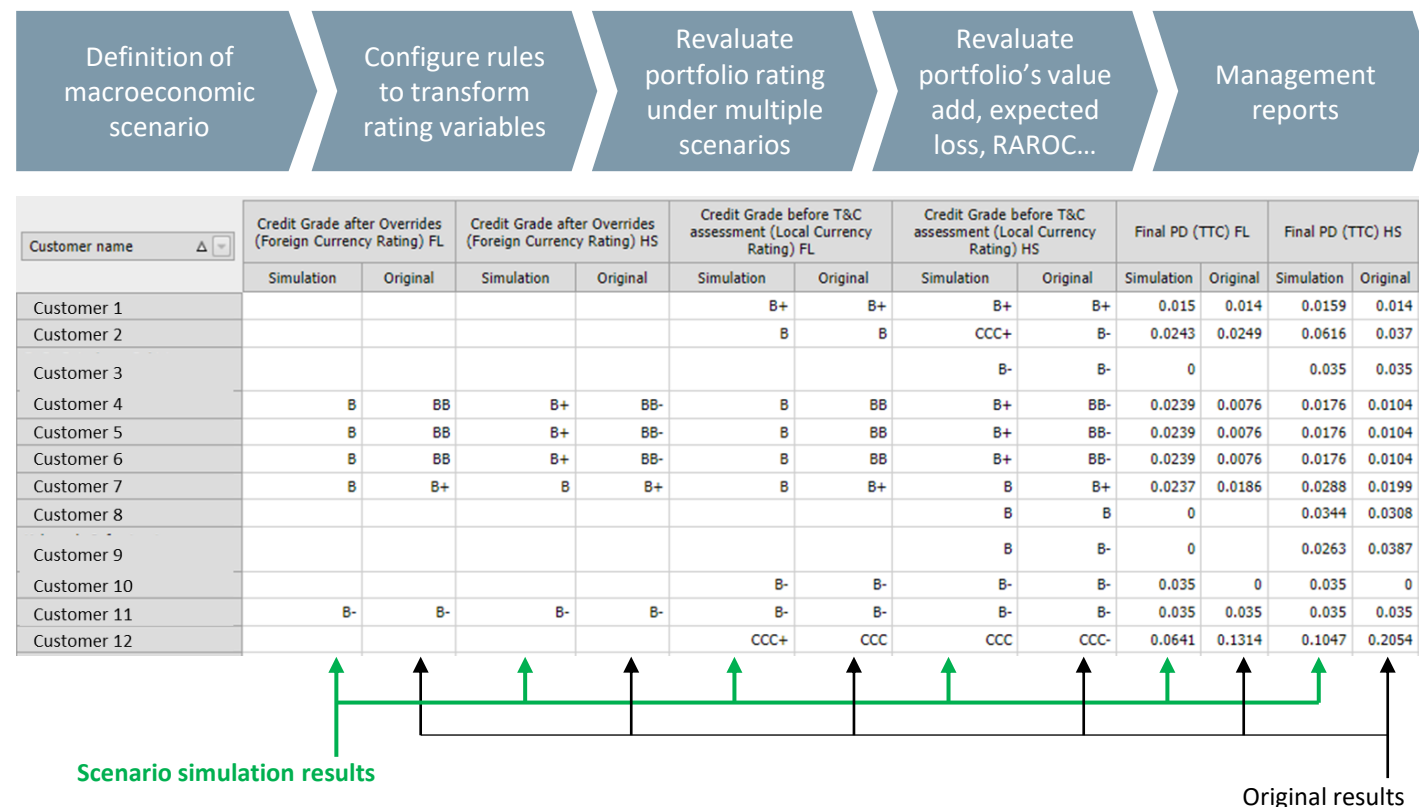 Definition of
macroeconomic
scenario
Configure rules
to transform
rating variables
Revaluate
portfolio rating
under multiple
scenarios
Revaluate
portfolio's value
add, expected
loss, RAROC...
Management
reports
Customer name
Credit Grade after Overrides
(Foreign Currency Rating) FL
Credit Grade after Overrides
(Foreign Currency Rating) HS
Credit Grade before T&C
assessment (Local Currency
Rating) FL
Credit Grade before T&C
assessment (Local Currency
Rating) HS
Final PD (TTC) FL
Final PD (TTC) HS
Simulation Original Simulation Original Simulation Original Simulation Original Simulation Original Simulation Original
Customer 1 B+ B+ B+ B+ 0.015 0.014 0.0159 0.014
Customer 2 B B CCC+ B- 0.0243 0.0249 0.0616 0.037
Customer 3 B- B- 0 0.035 0.035
Customer 4 B BB B+ BB- B BB B+ BB- 0.0239 0.0076 0.0176 0.0104
Customer 5 B BB B+ BB- B BB B+ BB- 0.0239 0.0076 0.0176 0.0104
Customer 6 B BB B+ BB- B BB B+ BB- 0.0239 0.0076 0.0176 0.0104
Customer 7 B B+ B B+ B B+ B B+ 0.0237 0.0186 0.0288 0.0199
Customer 8 B B 0 0.0344 0.0308
Customer 9 B B- 0 0.0263 0.0387
Customer 10 B- B- B- B- 0.035 0 0.035 0
Customer 11 B- B- B- B- B- B- B- B- 0.035 0.035 0.035 0.035
Customer 12 CCC+ CCC CCC CCC- 0.0641 0.1314 0.1047 0.2054
Scenario simulation results
Original results